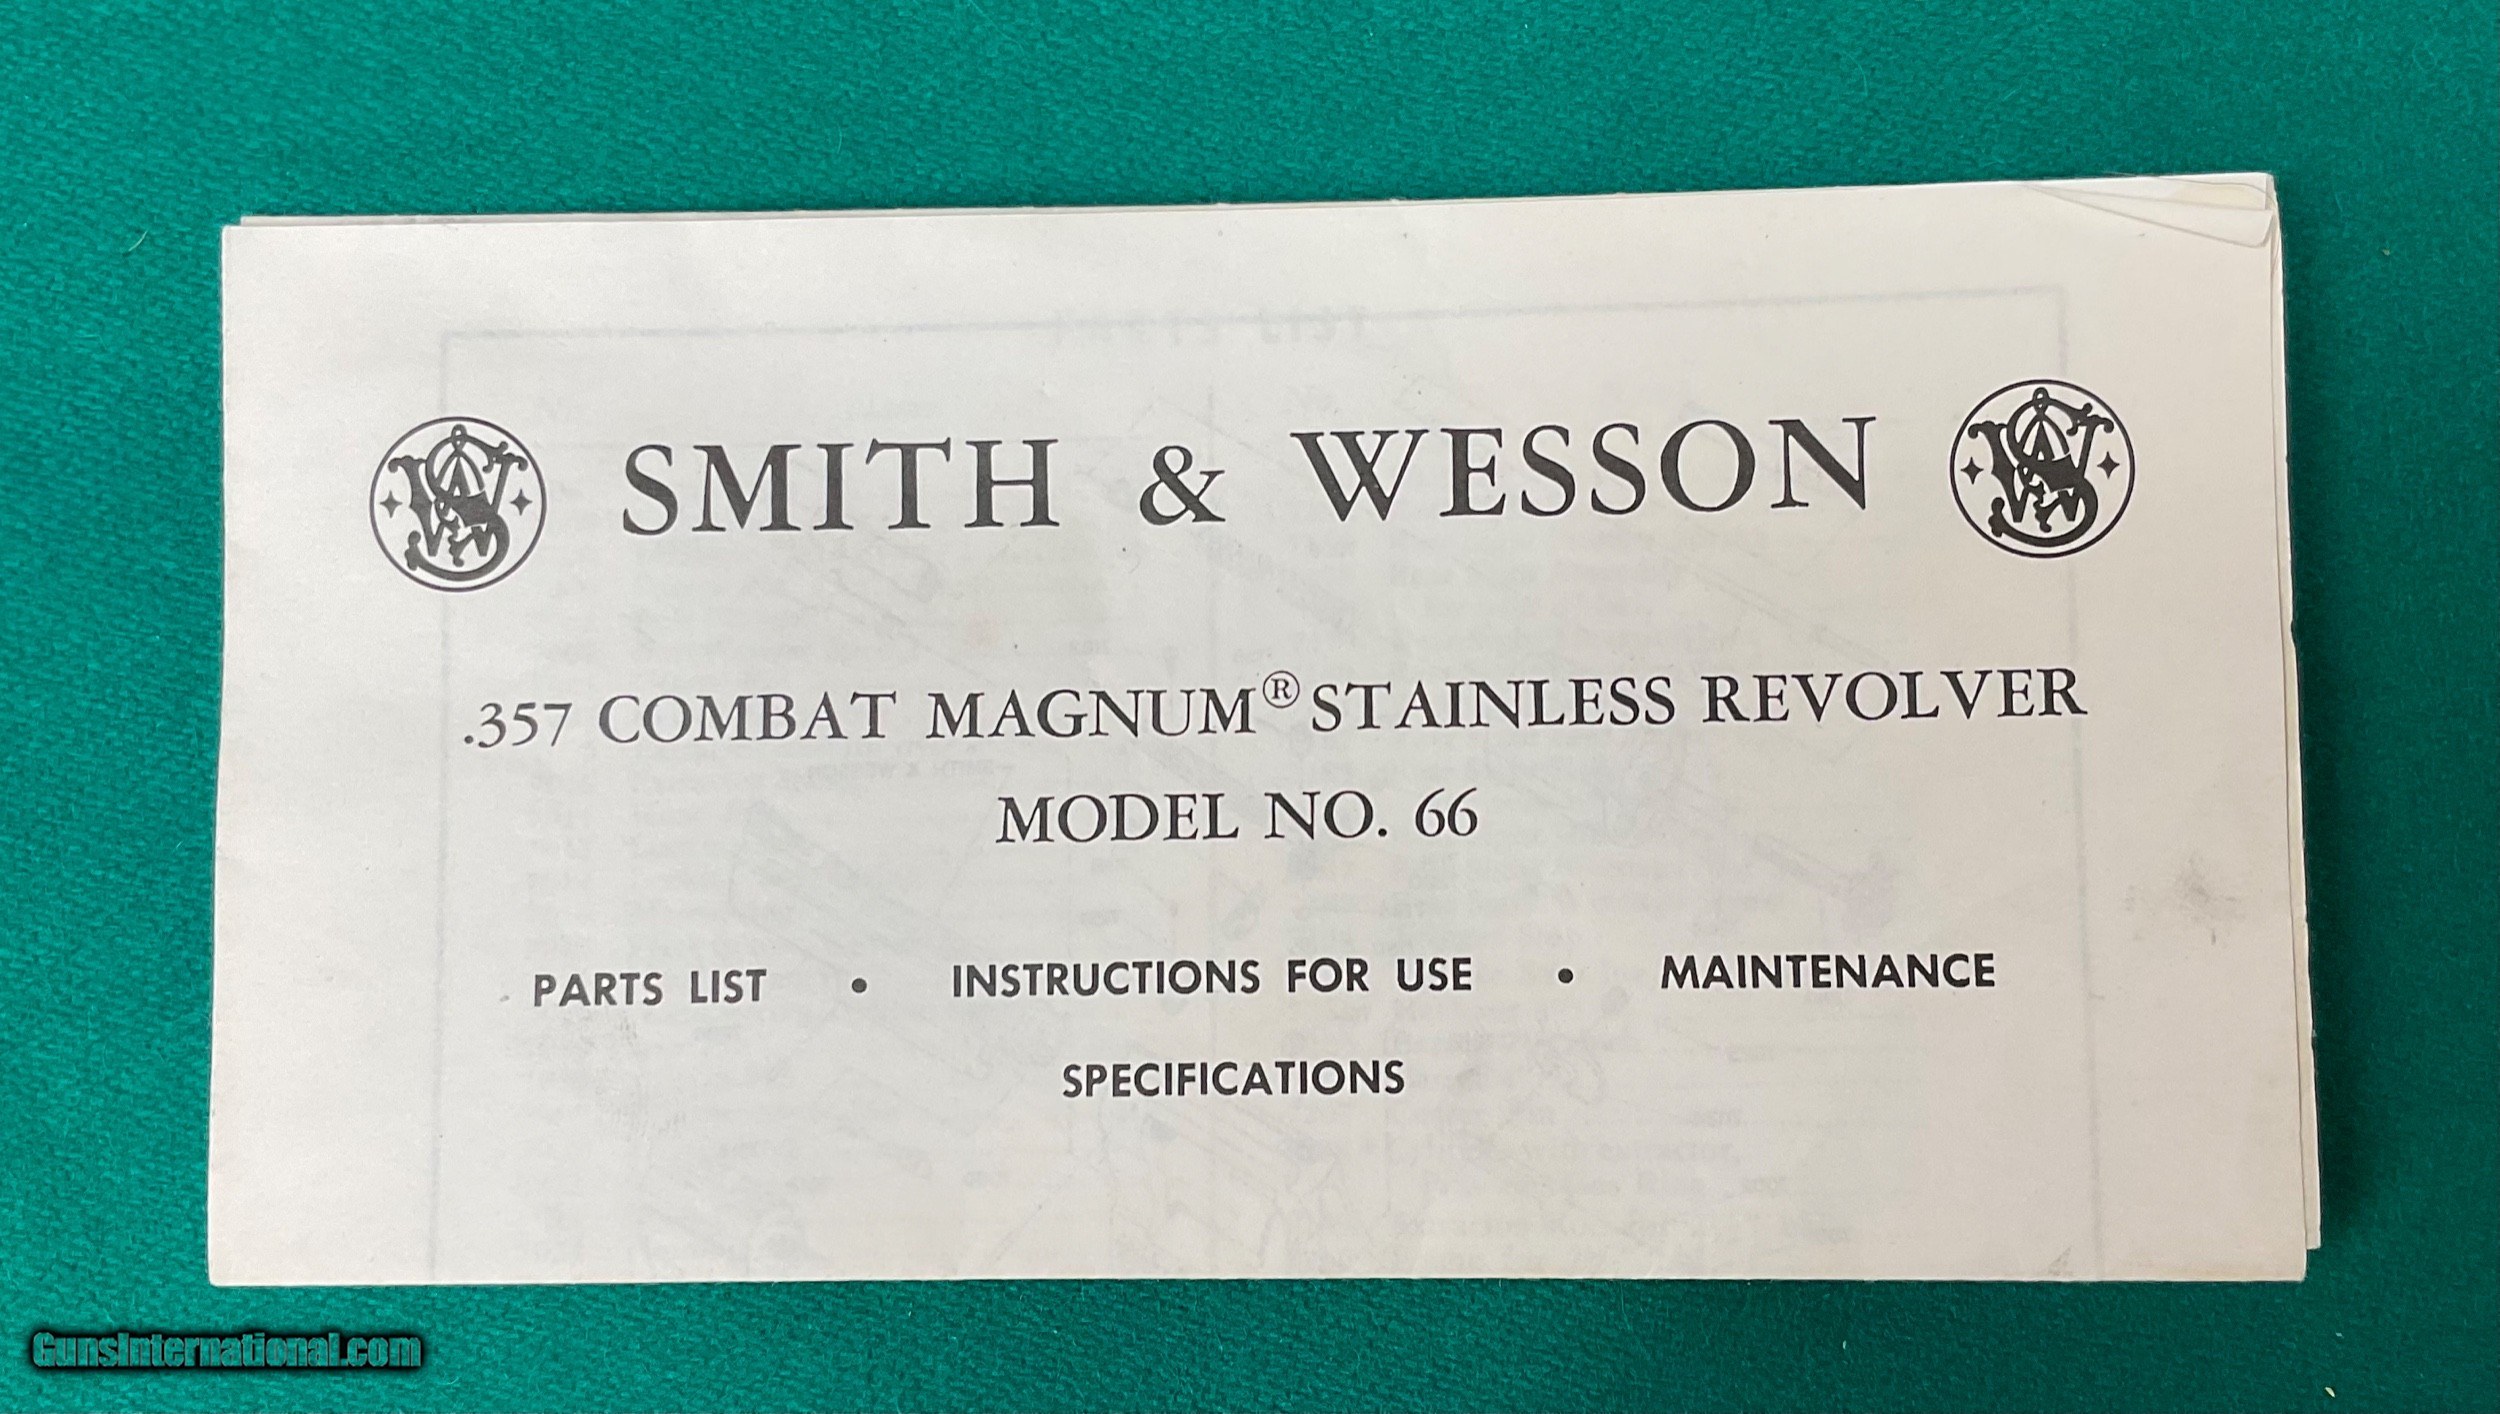 SMITH & WESSON
.357 COMBAT MAGNUM® STAINLESS REVOLVER
MODEL NO. 66
PARTS LIST • INSTRUCTIONS FOR USE • MAINTENANCE
SPECIFICATIONS
GunsInternational.com